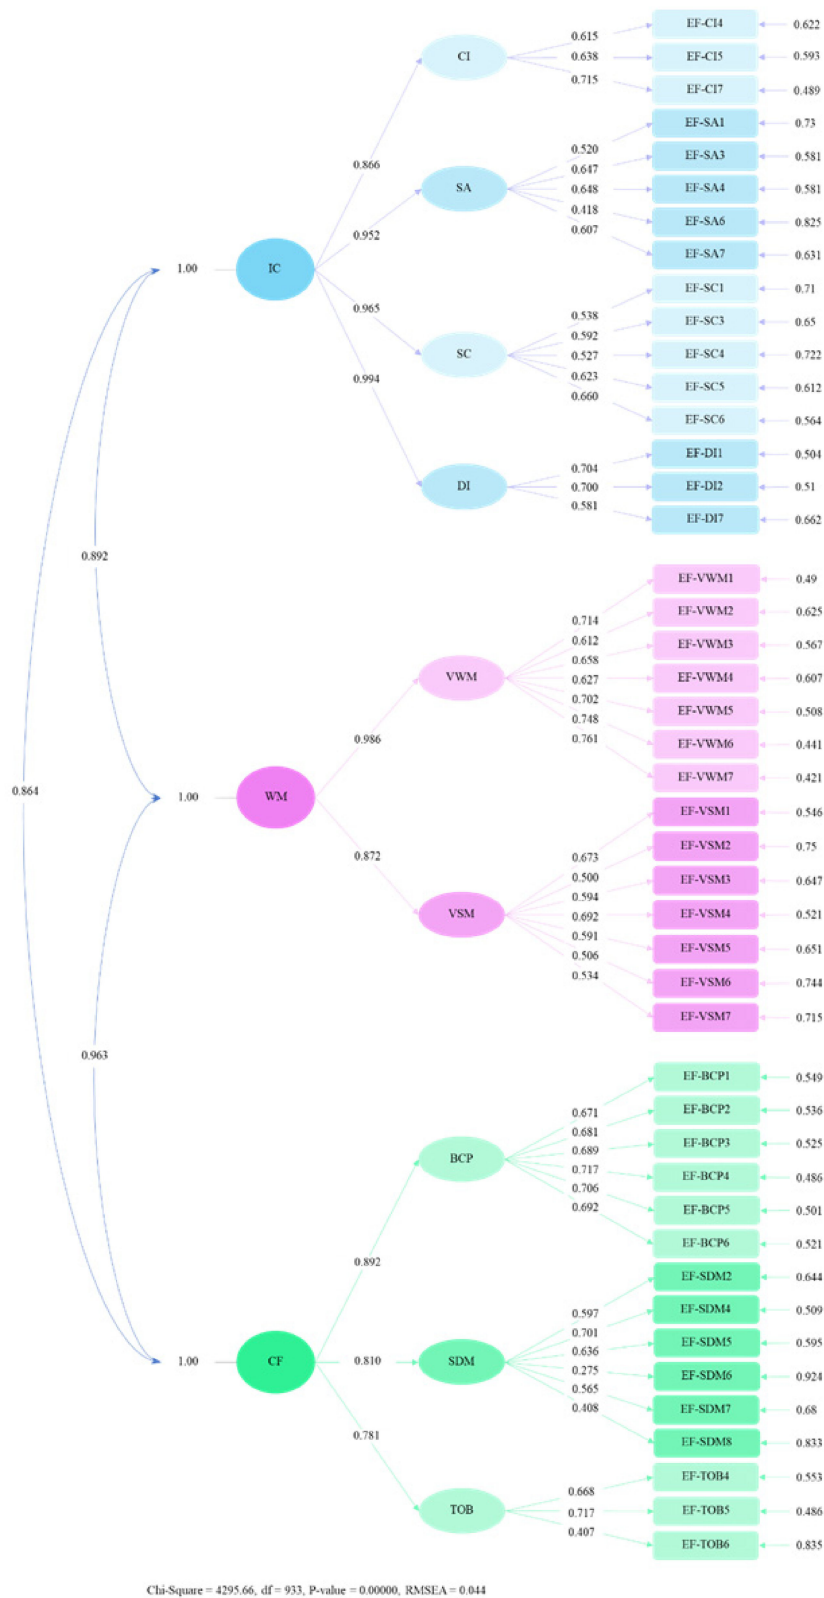 EF-CI4 0.622
0.615
CI 0.638 EF-CI5 0.593
0.715
EF-CI7 0.489
EF-SA1 0.73
0.520
0.866 EF-SA3 0.581
0.647
SA 0.648 EF-SA4 0.581
0.418 EF-SA6 0.825
0.607
0.952
EF-SA7 0.631
1.00 IC
EF-SC1 0.71
0.965 0.538
EF-SC3 0.65
0.592
SC 0.527 EF-SC4 0.722
0.623
0.994 EF-SC5 0.612
0.660
EF-SC6 0.564
EF-DI1 0.504
0.704
DI 0.700 EF-DI2 0.51
0.581
EF-DI7 0.662
0.892
EF-VWM1 0.49
EF-VWM2 0.625
0.714
0.612 EF-VWM3 0.567
0.658
VWM 0.627 EF-VWM4 0.607
0.702
EF-VWM5 0.508
0.748
0.986 0.761 EF-VWM6 0.441
EF-VWM7 0.421
0.864
1.00 WM
EF-VSM1 0.546
EF-VSM2 0.75
0.872 0.673
0.500 EF-VSM3 0.647
0.594
VSM 0.692 EF-VSM4 0.521
0.591
EF-VSM5 0.651
0.506
0.534 EF-VSM6 0.744
EF-VSM7 0.715
0.963
EF-BCP1 0.549
0.671 EF-BCP2 0.536
0.681
0.689 EF-BCP3 0.525
BCP
0.717 EF-BCP4 0.486
0.706
0.692 EF-BCP5 0.501
EF-BCP6 0.521
0.892
EF-SDM2 0.644
0.597 EF-SDM4 0.509
0.701
0.636 EF-SDM5 0.595
1.00 CF 0.810 SDM
0.275 EF-SDM6 0.924
0.565
0.408 EF-SDM7 0.68
0.781 EF-SDM8 0.833
EF-TOB4 0.553
0.668
TOB 0.717 EF-TOB5 0.486
0.407
EF-TOB6 0.835
Chi-Square = 4295.66, df = 933, P-value = 0.00000, RMSEA = 0.044